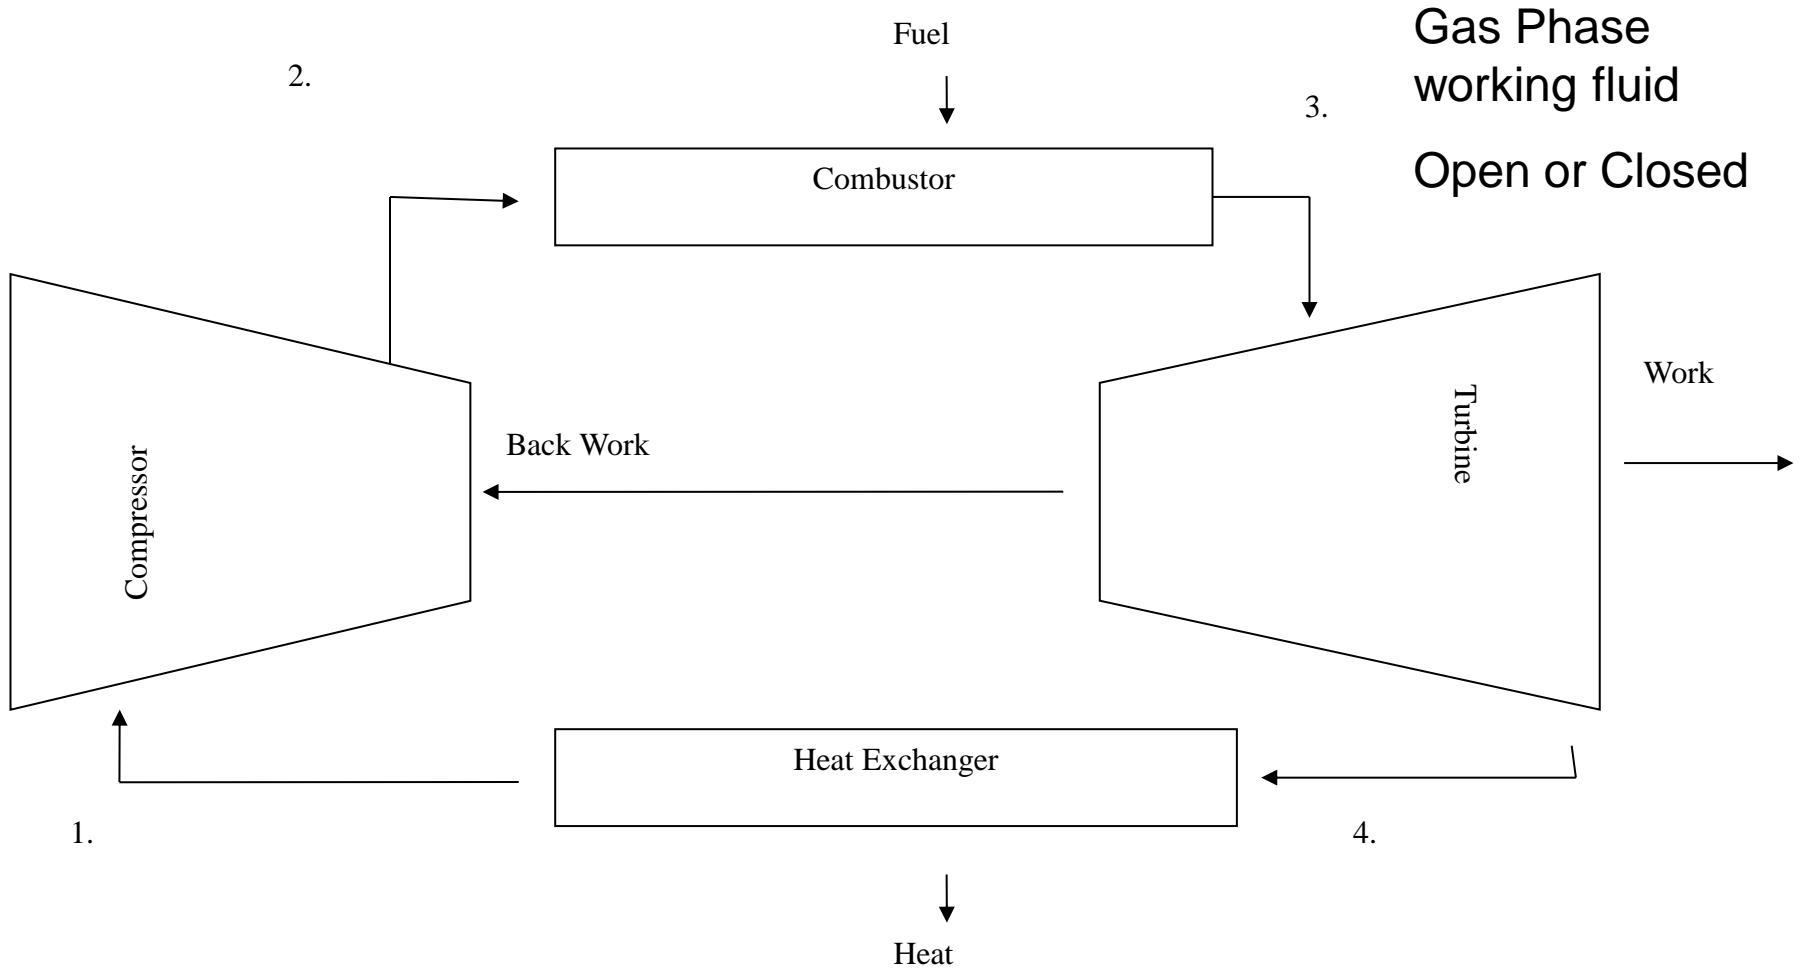 Fuel
Gas Phase
working fluid
Open or Closed
2.
3.
Combustor
Work
Turbine
Back Work
Compressor
Heat Exchanger
1.
4.
Heat